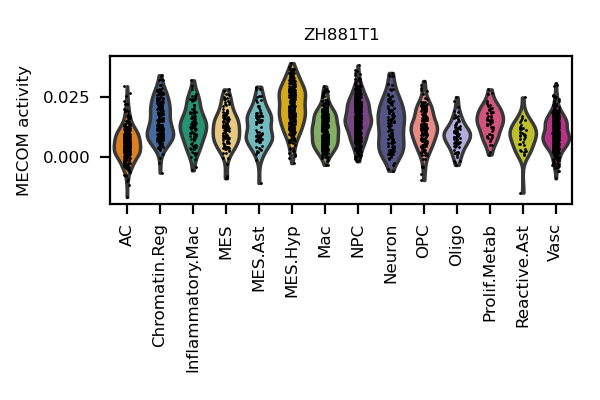 ZH881T1
MECOM activity
0.025
0.000
AC
Chromatin.Reg
Inflammatory.Mac
MES
MES.Ast
MES.Hyp
Mac
NPC
Neuron
OPC
Oligo
Prolif.Metab
Reactive.Ast
Vasc